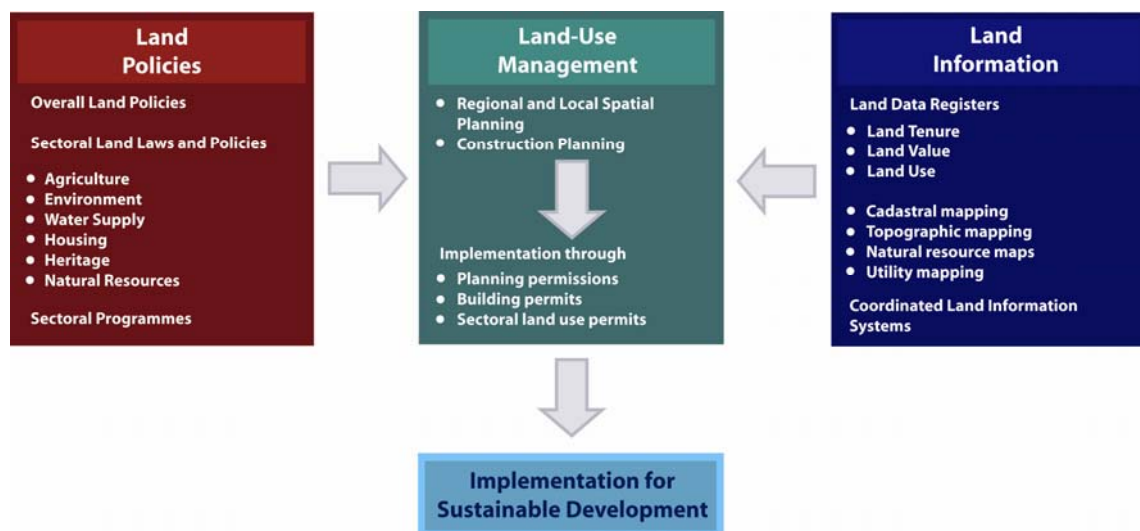 Land
Policies
Overall Land Policies
Sectoral Land Laws and Policies
• Agriculture
• Environment
• Water Supply
• Housing
• Heritage
• Natural Resources
Sectoral Programmes
Land-Use
Management
• Regional and Local Spatial
Planning
• Construction Planning
Implementation through
• Planning permissions
• Building permits
• Sectoral land use permits
Land
Information
Land Data Registers
• Land Tenure
• Land Value
• Land Use
• Cadastral mapping
• Topographic mapping
• Natural resource maps
• Utility mapping
Coordinated Land Information
Systems
Implementation for
Sustainable Development